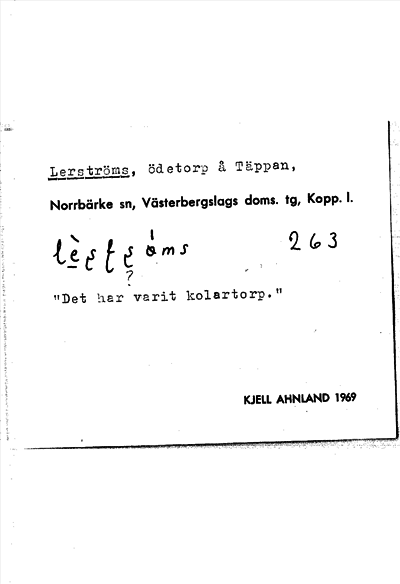 Lerströms, ödetorp å Täppan,
Norrbärke sn, Västerbergslags doms. tg, Kopp. l.
263
?
"Det har varit kolartorp."
KJELL AHNLAND 1969